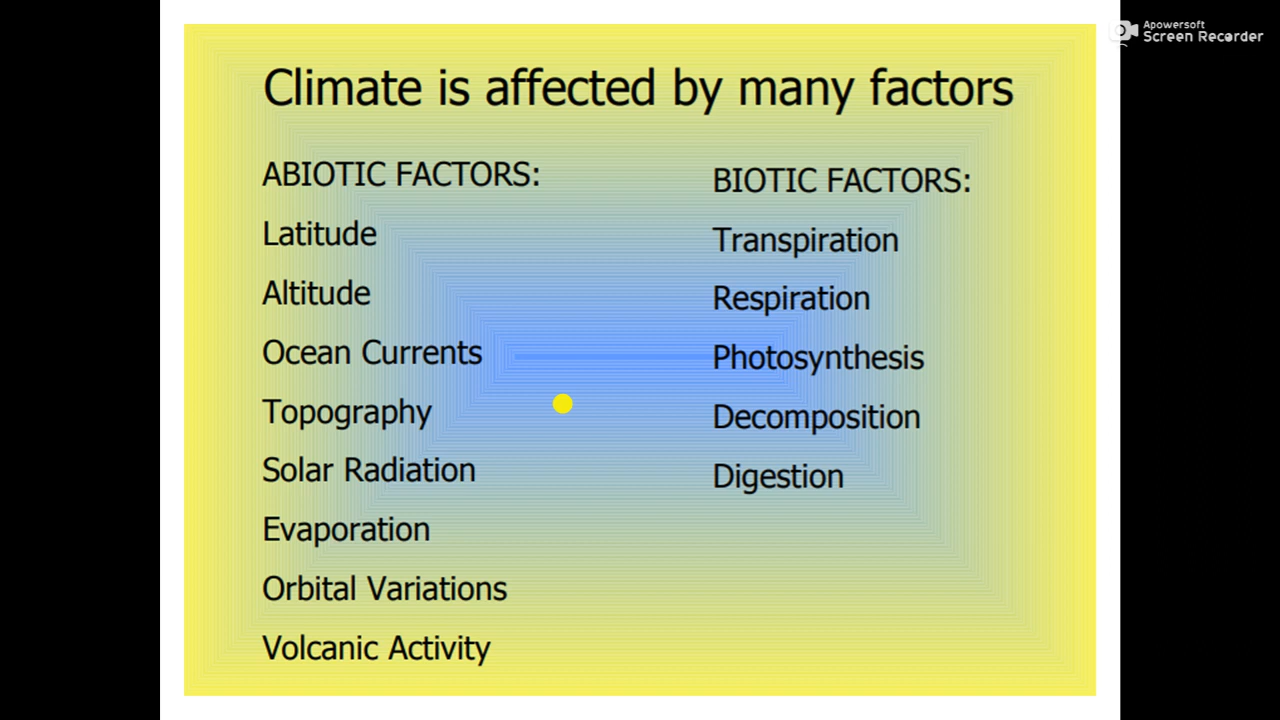 Apowersoft
Screen Recorder
Climate is affected by many factors
ABIOTIC FACTORS:
Latitude
Altitude
Ocean Currents
Topography
Solar Radiation
Evaporation
Orbital Variations
Volcanic Activity
BIOTIC FACTORS:
Transpiration
Respiration
Photosynthesis
Decomposition
Digestion